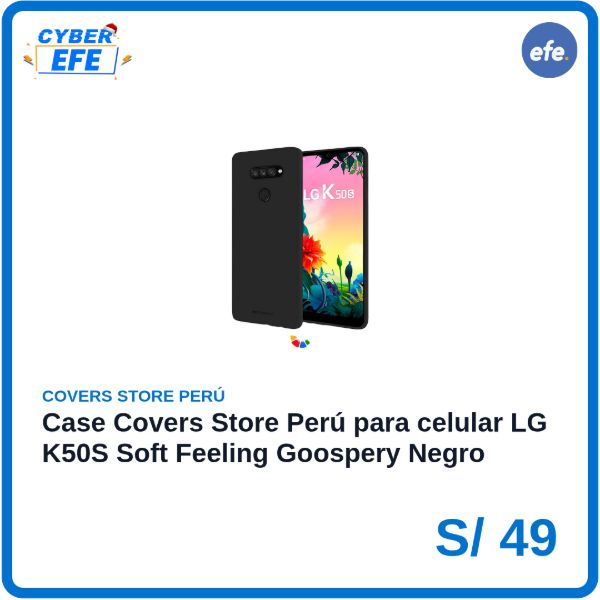 CYBER
EFE
efe.
LG K50S
COVERS STORE PERÚ
Case Covers Store Perú para celular LG
K50S Soft Feeling Goospery Negro
S/ 49